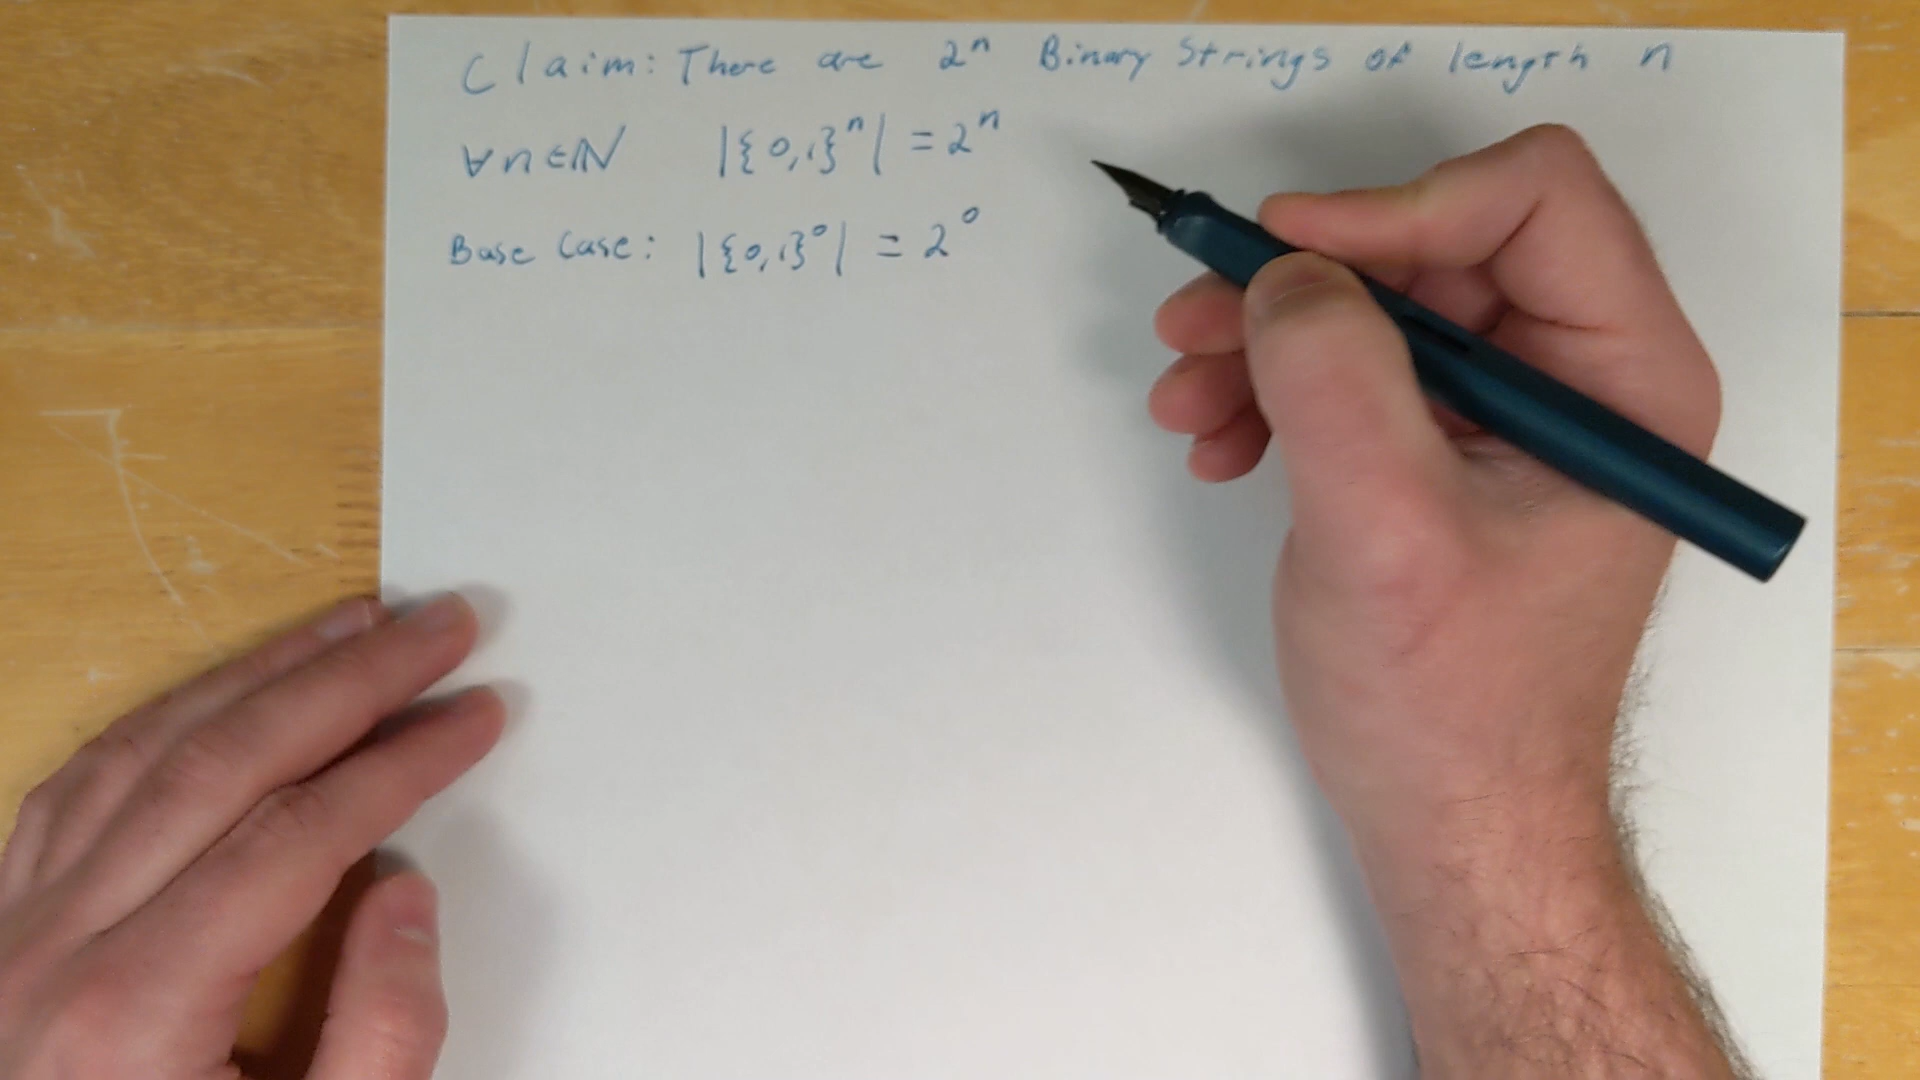 Claim: There are 2ⁿ Binary Strings of length n
∀n∈ℕ |{0,1}ⁿ| = 2ⁿ
Base Case: |{0,1}⁰| = 2⁰